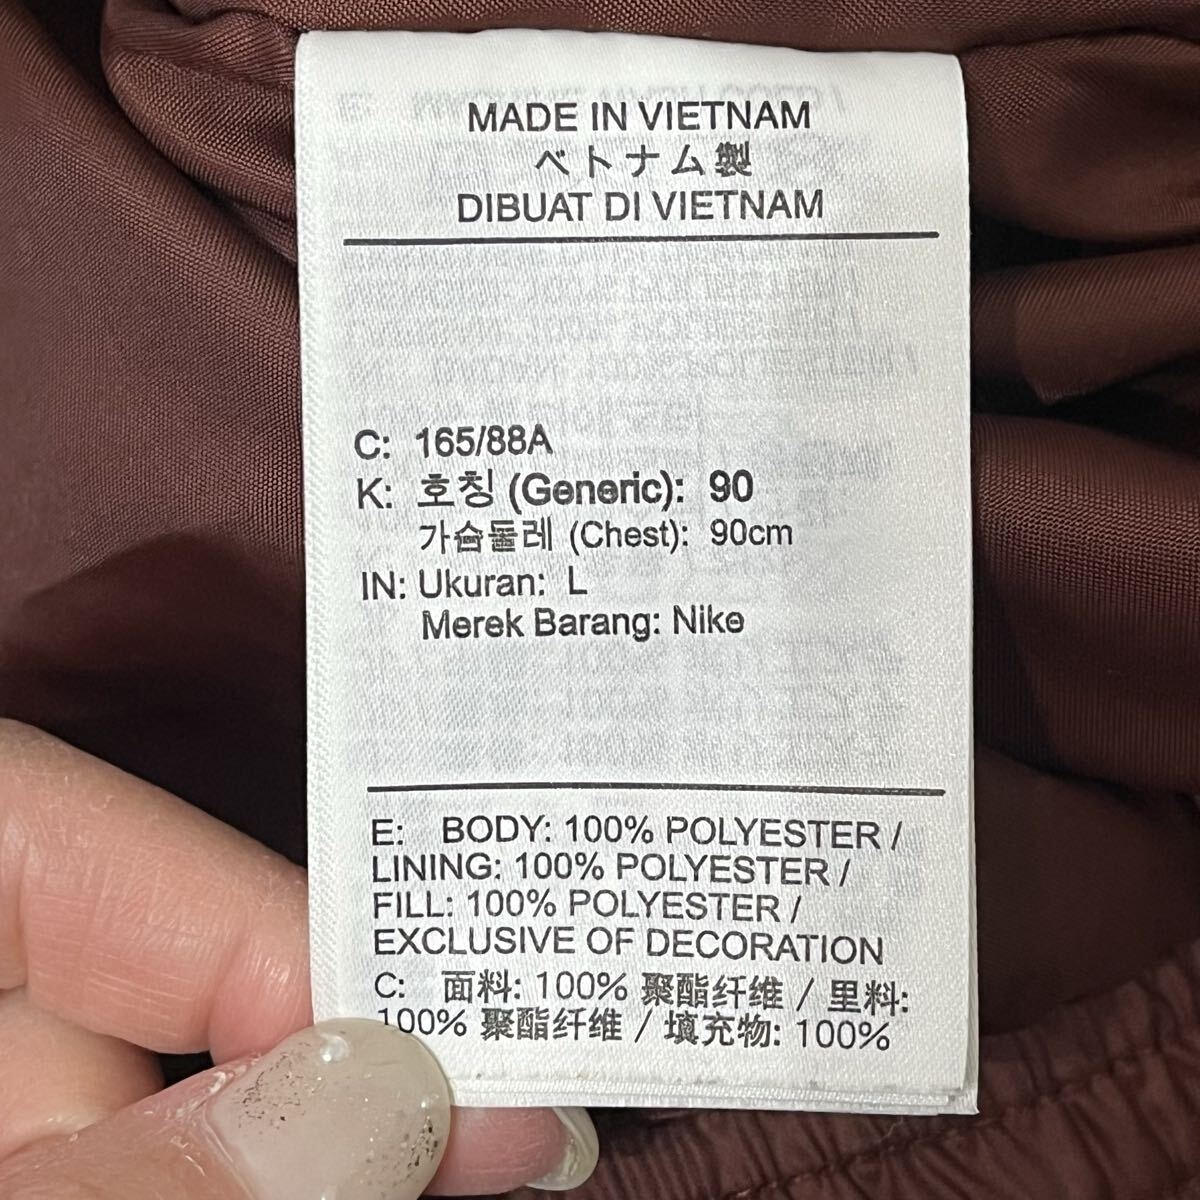 MADE IN VIETNAM
ベトナム製
DIBUAT DI VIETNAM
C: 165/88A
K: 호칭 (Generic): 90
가슴둘레 (Chest): 90cm
IN: Ukuran: L
Merek Barang: Nike
E: BODY: 100% POLYESTER /
LINING: 100% POLYESTER /
FILL: 100% POLYESTER /
EXCLUSIVE OF DECORATION
C: 面料: 100% 聚酯纤维 / 里料:
100% 聚酯纤维 / 填充物: 100%